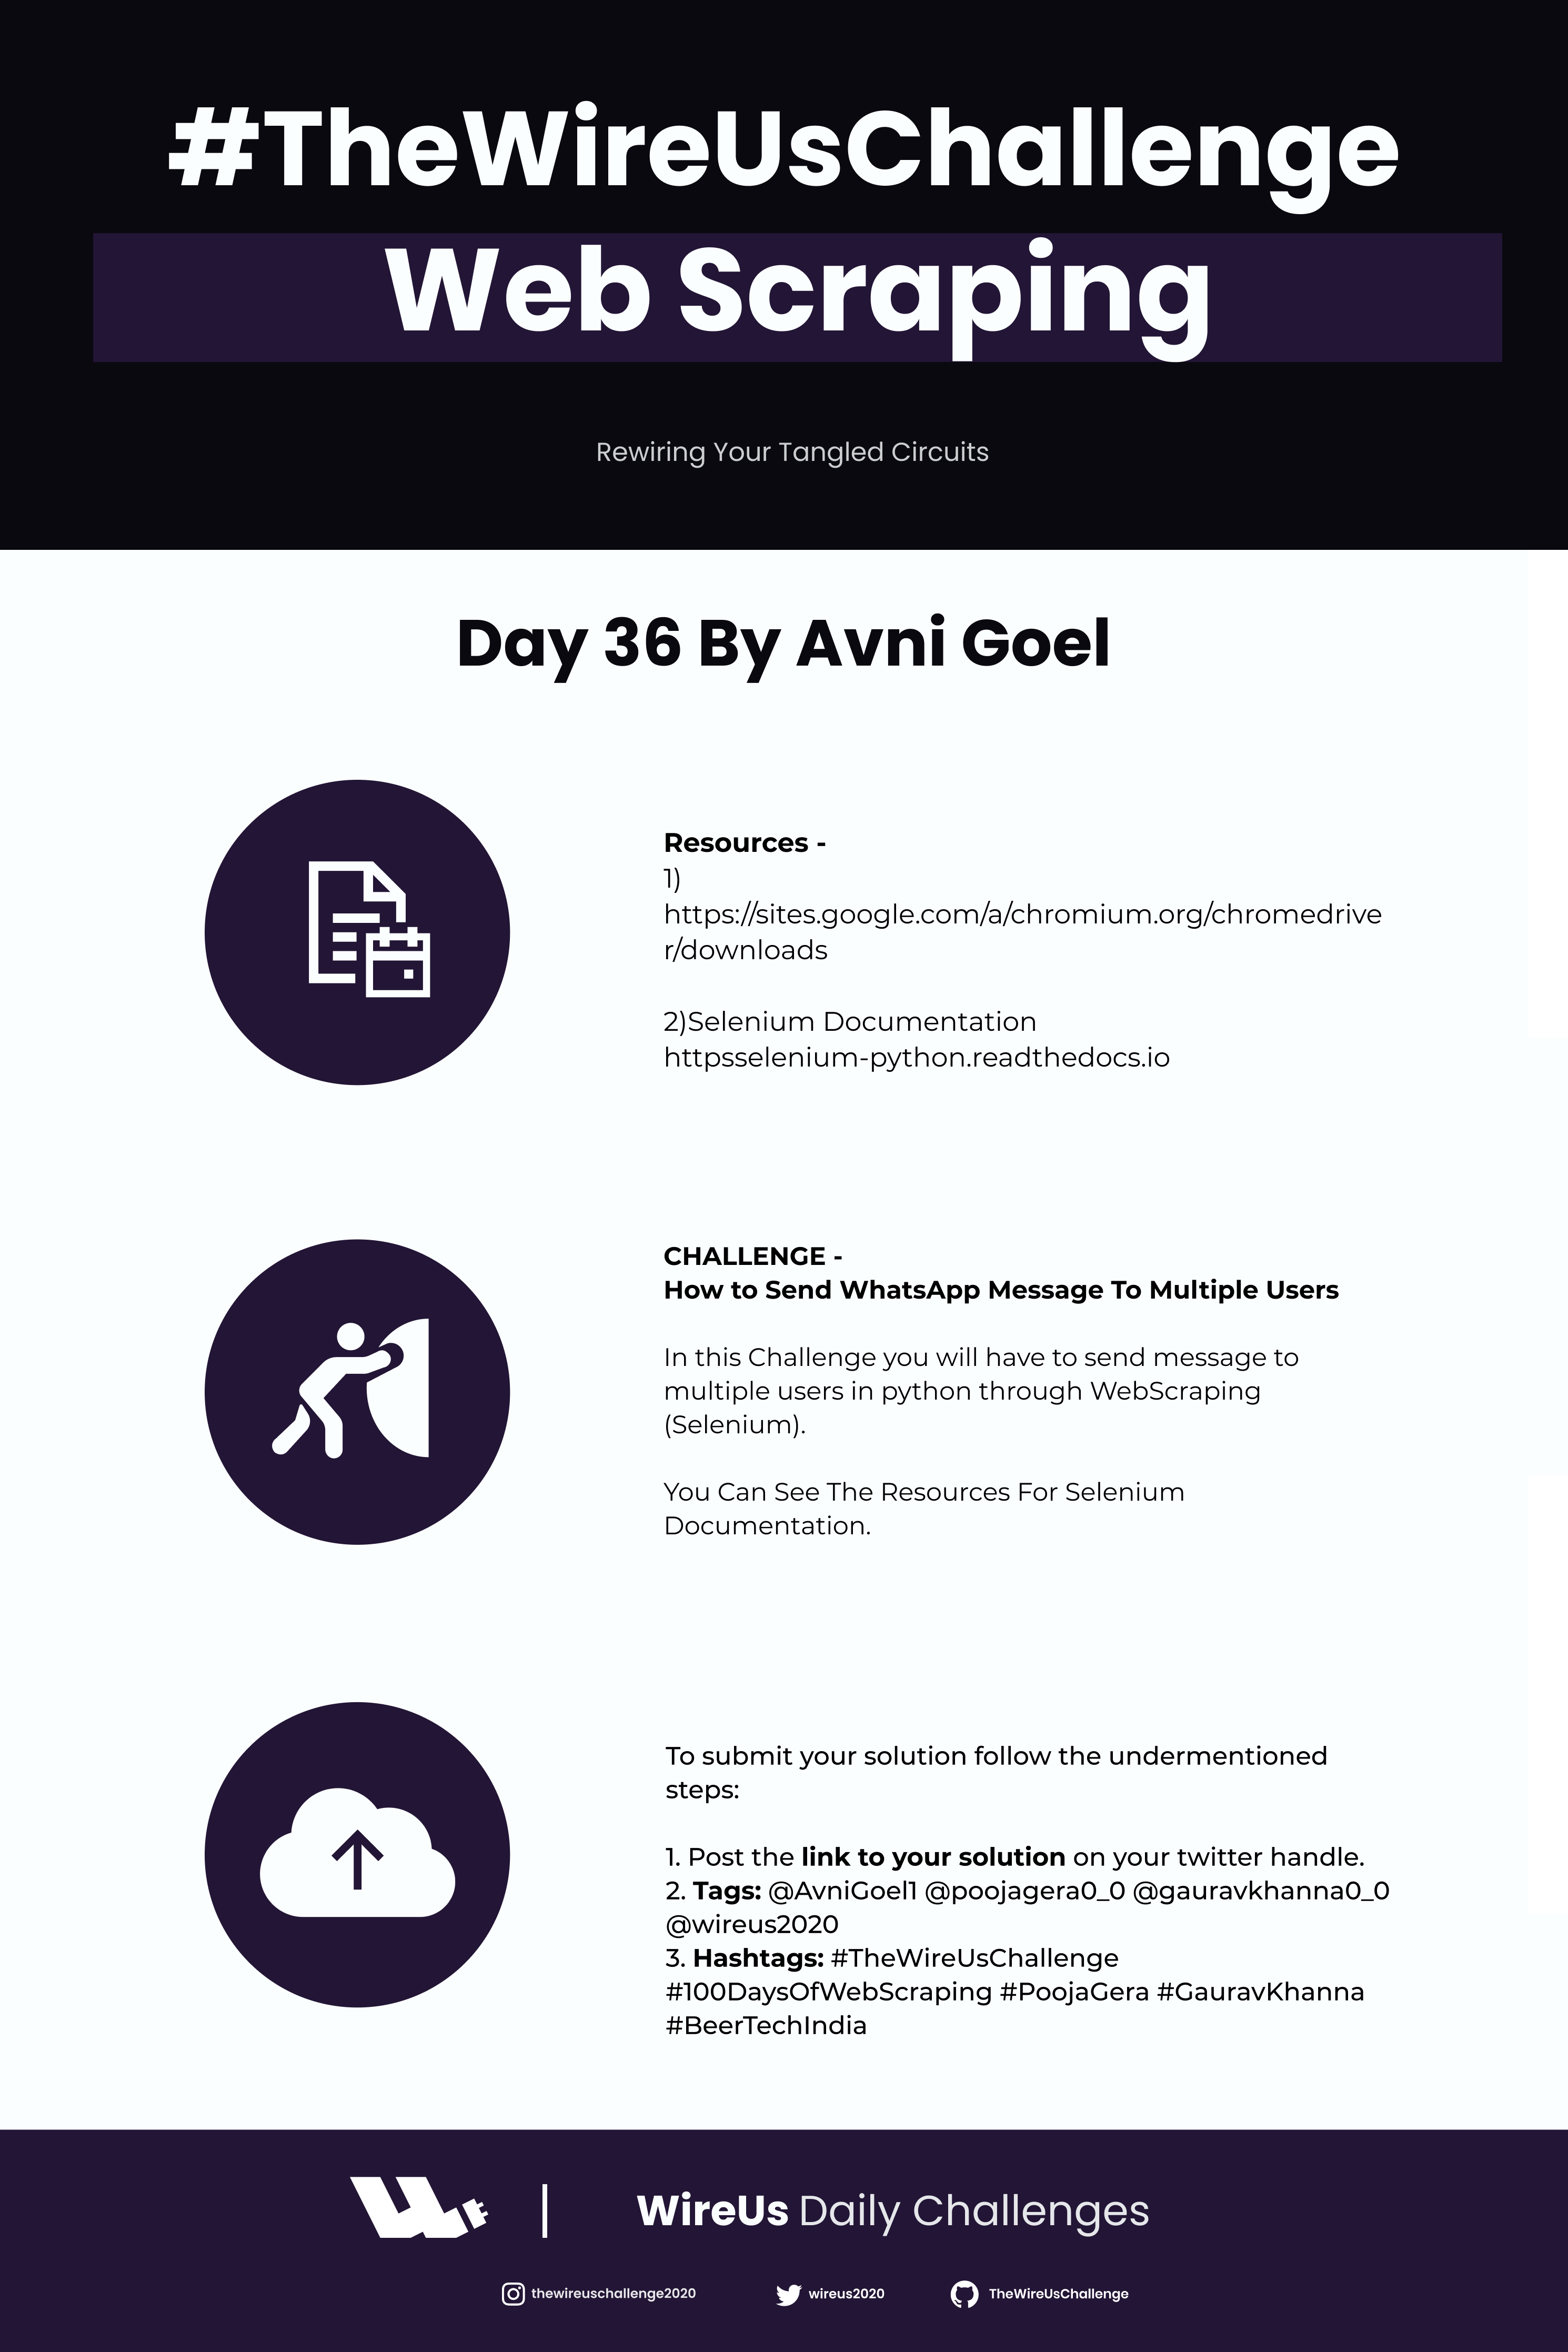 #TheWireUsChallenge
Web Scraping
Rewiring Your Tangled Circuits
Day 36 By Avni Goel
Resources -
1)
https://sites.google.com/a/chromium.org/chromedrive
r/downloads
2)Selenium Documentation
httpsselenium-python.readthedocs.io
CHALLENGE -
How to Send WhatsApp Message To Multiple Users
In this Challenge you will have to send message to
multiple users in python through WebScraping
(Selenium).
You Can See The Resources For Selenium
Documentation.
To submit your solution follow the undermentioned
steps:
1. Post the link to your solution on your twitter handle.
2. Tags: @AvniGoel1 @poojagera0_0 @gauravkhanna0_0
@wireus2020
3. Hashtags: #TheWireUsChallenge
#100DaysOfWebScraping #PoojaGera #GauravKhanna
#BeerTechIndia
WireUs Daily Challenges
thewireuschallenge2020 wireus2020 TheWireUsChallenge